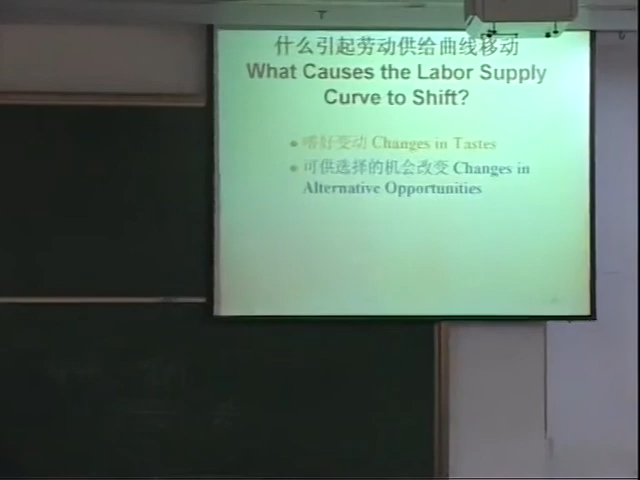 什么引起劳动供给曲线移动
What Causes the Labor Supply
Curve to Shift?
嗜好变动 Changes in Tastes
可供选择的机会改变 Changes in
Alternative Opportunities